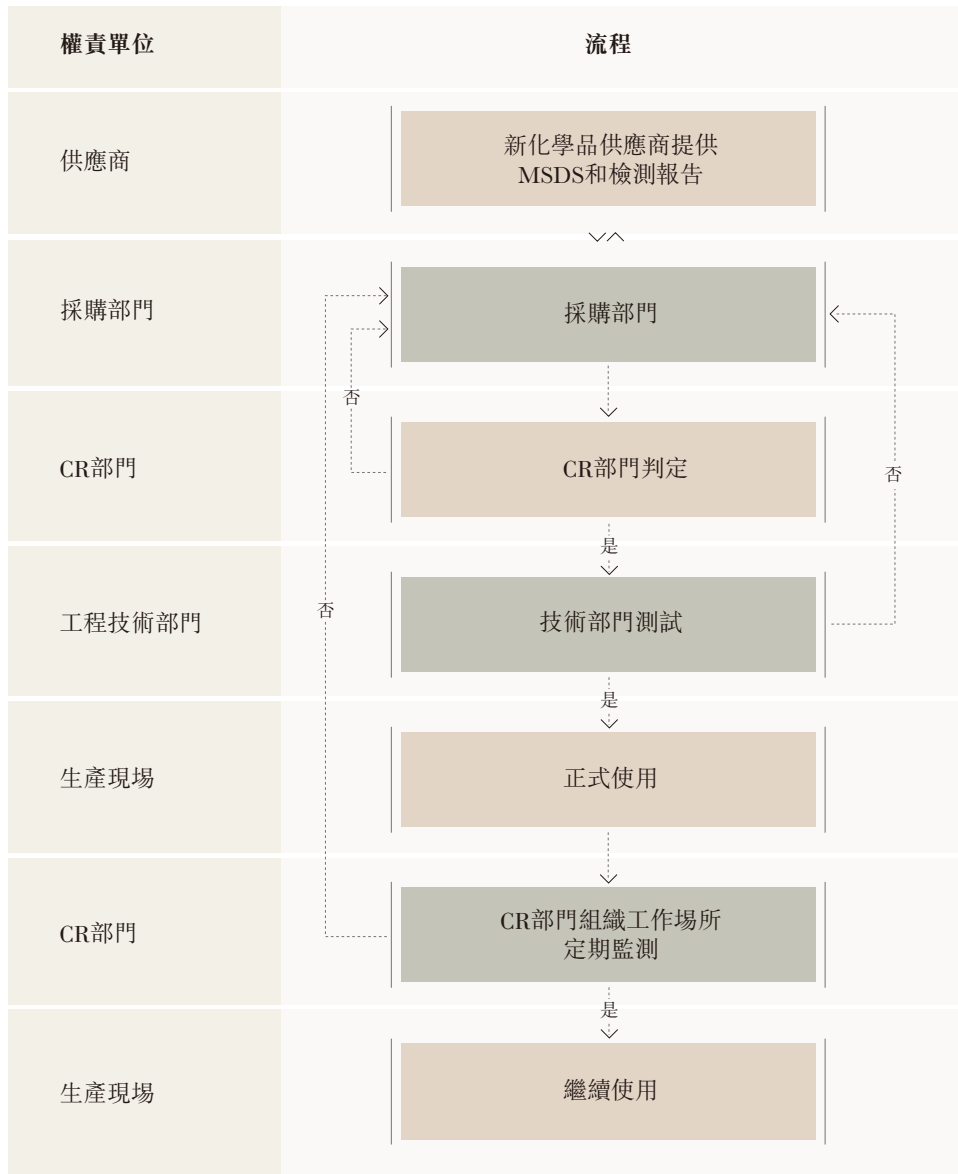 權責單位
流程
供應商
新化學品供應商提供
MSDS和檢測報告
採購部門
採購部門
否
CR部門
CR部門判定
否
是
工程技術部門
否
技術部門測試
是
生產現場
正式使用
CR部門
CR部門組織工作場所
定期監測
是
生產現場
繼續使用